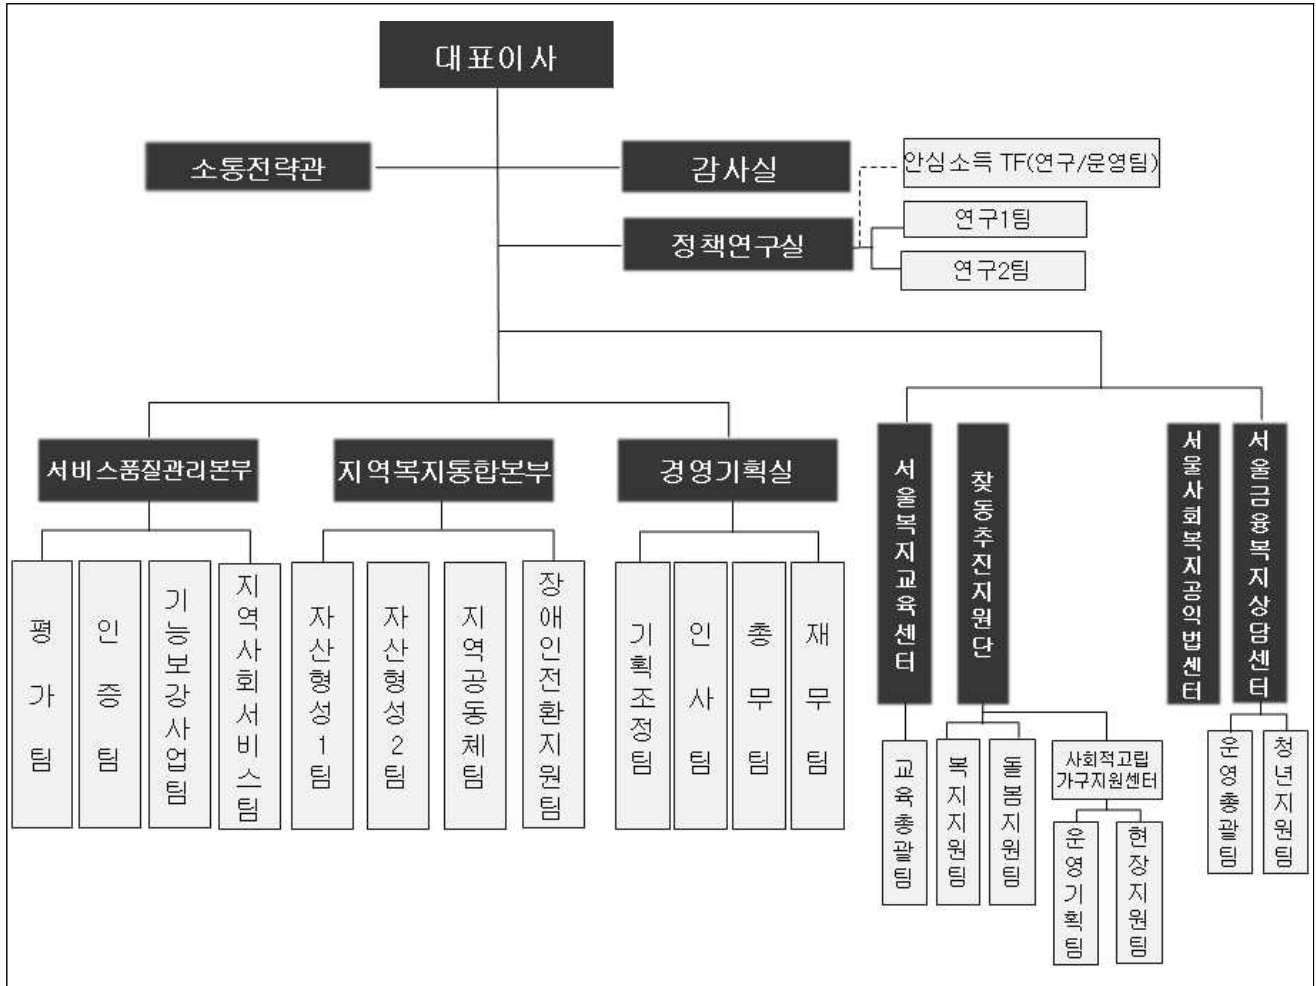 대표이사
소통전략관
감사실
안심소득 TF(연구/운영팀)
정책연구실
연구1팀
연구2팀
서비스품질관리본부
지역복지통합본부
경영기획실
서울복지교육센터
찾동추진지원단
서울사회복지공익법센터
서울금융복지상담센터
평가팀
인증팀
기능보강사업팀
지역사회서비스팀
자산형성1팀
자산형성2팀
지역공동체팀
장애인전환지원팀
기획조정팀
인사팀
총무팀
재무팀
교육총괄팀
복지지원팀
돌봄지원팀
사회적고립
가구지원센터
운영기획팀
현장지원팀
운영총괄팀
청년지원팀